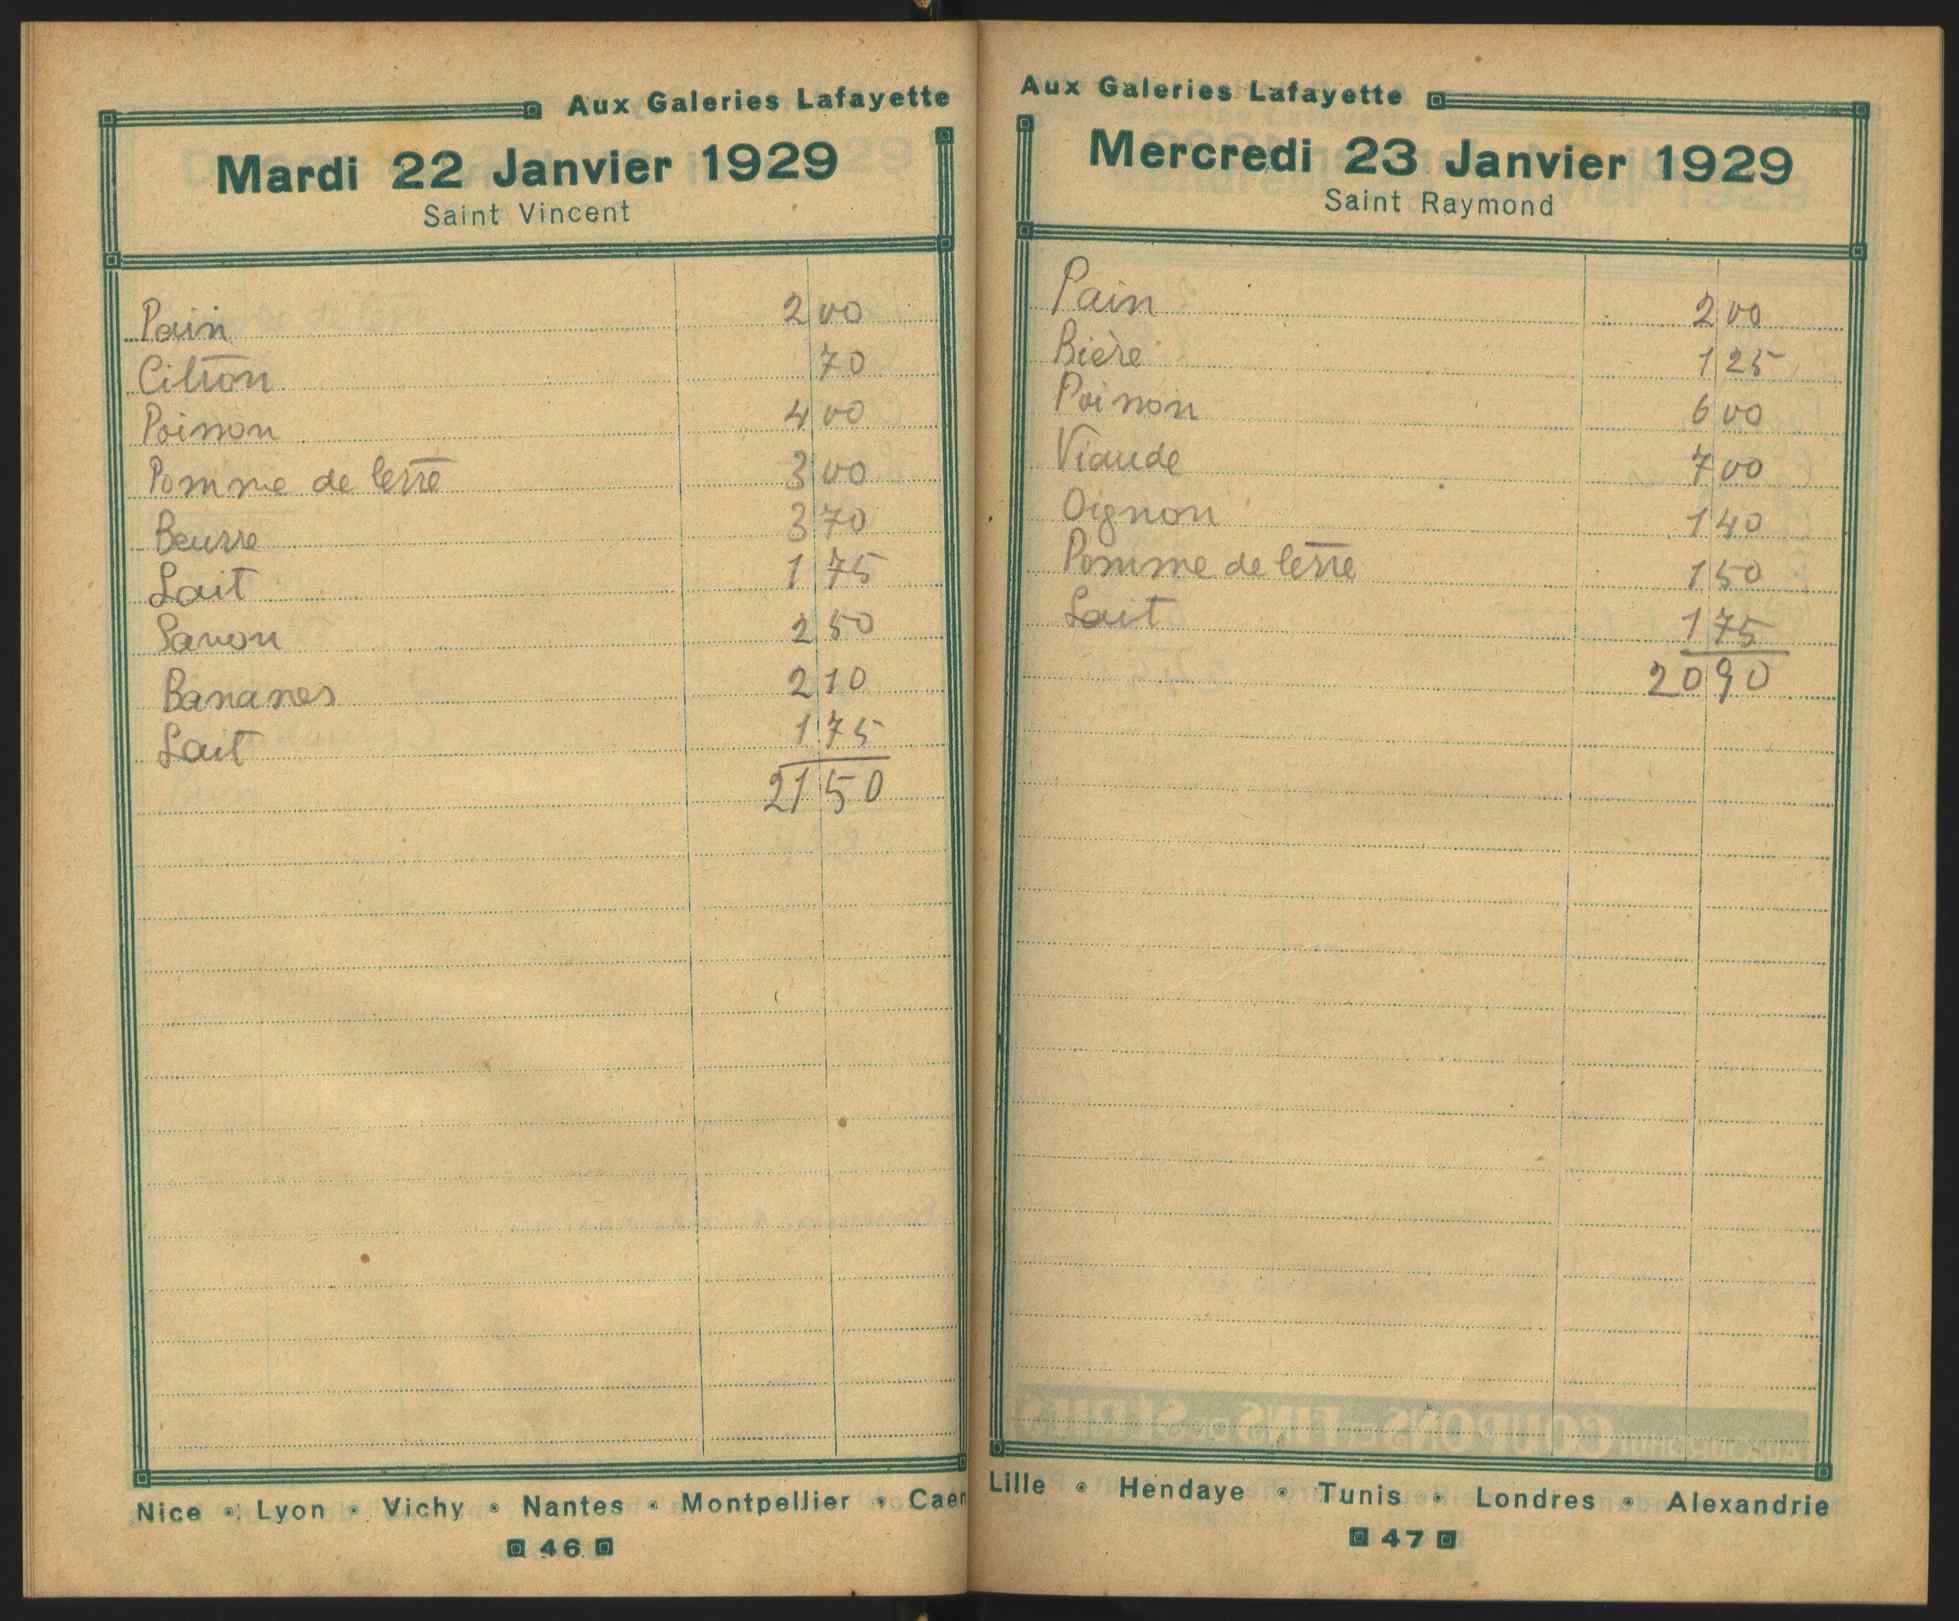 Aux Galeries Lafayette
Mardi 22 Janvier 1929
Saint Vincent
Pain 2 00
Citron 70
Poisson 4 00
Pomme de terre 3 00
Beurre 3 70
Lait 1 75
Savon 2 50
Bananes 2 10
Lait 1 75
21 50
Nice Lyon Vichy Nantes Montpellier Caen
46
Aux Galeries Lafayette
Mercredi 23 Janvier 1929
Saint Raymond
Pain 2 00
Bière 1 25
Poisson 6 00
Viande 7 00
Oignon 1 40
Pomme de terre 1 50
Lait 1 75
20 90
Lille Hendaye Tunis Londres Alexandrie
47